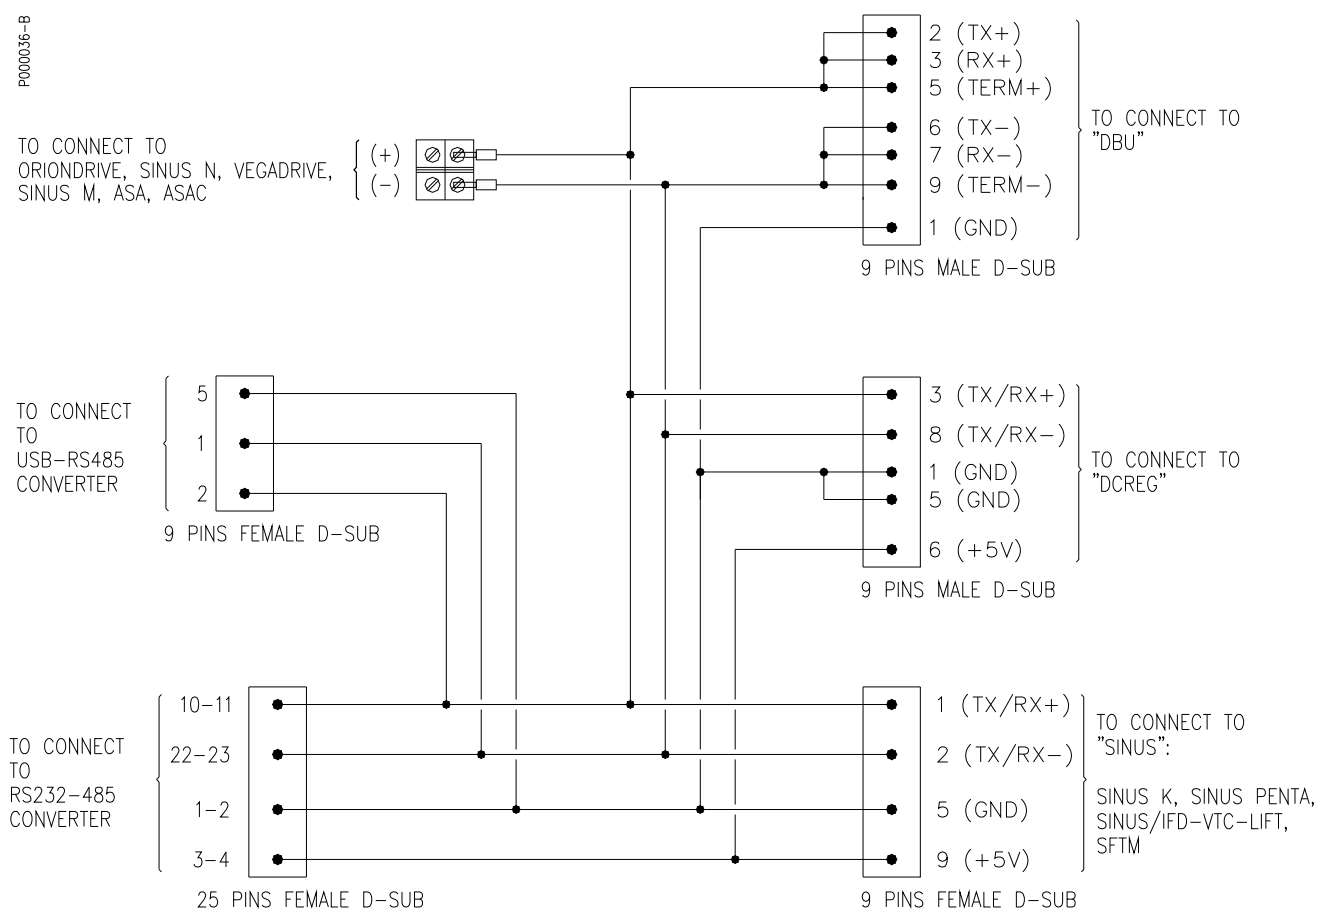 P000036-B
2 (TX+)
3 (RX+)
5 (TERM+)
6 (TX-)
7 (RX-)
9 (TERM-)
1 (GND)
TO CONNECT TO
"DBU"
9 PINS MALE D-SUB
TO CONNECT TO
ORIONDRIVE, SINUS N, VEGADRIVE,
SINUS M, ASA, ASAC
(+)
(-)
TO CONNECT
TO
USB-RS485
CONVERTER
5
1
2
9 PINS FEMALE D-SUB
3 (TX/RX+)
8 (TX/RX-)
1 (GND)
5 (GND)
6 (+5V)
TO CONNECT TO
"DCREG"
9 PINS MALE D-SUB
TO CONNECT
TO
RS232-485
CONVERTER
10-11
22-23
1-2
3-4
25 PINS FEMALE D-SUB
1 (TX/RX+)
2 (TX/RX-)
5 (GND)
9 (+5V)
9 PINS FEMALE D-SUB
TO CONNECT TO
"SINUS":
SINUS K, SINUS PENTA,
SINUS/IFD-VTC-LIFT,
SFTM